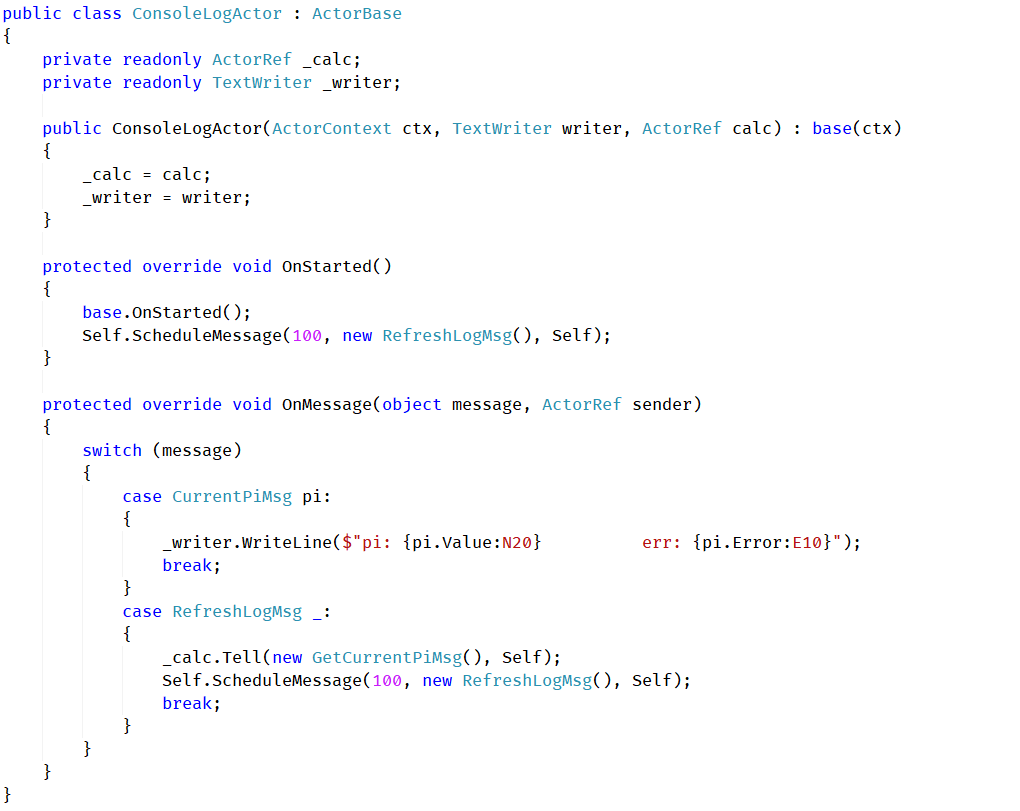 public class ConsoleLogActor : ActorBase
{
    private readonly ActorRef _calc;
    private readonly TextWriter _writer;

    public ConsoleLogActor(ActorContext ctx, TextWriter writer, ActorRef calc) : base(ctx)
    {
        _calc = calc;
        _writer = writer;
    }

    protected override void OnStarted()
    {
        base.OnStarted();
        Self.ScheduleMessage(100, new RefreshLogMsg(), Self);
    }

    protected override void OnMessage(object message, ActorRef sender)
    {
        switch (message)
        {
            case CurrentPiMsg pi:
            {
                _writer.WriteLine($"pi: {pi.Value:N20}          err: {pi.Error:E10}");
                break;
            }
            case RefreshLogMsg _:
            {
                _calc.Tell(new GetCurrentPiMsg(), Self);
                Self.ScheduleMessage(100, new RefreshLogMsg(), Self);
                break;
            }
        }
    }
}